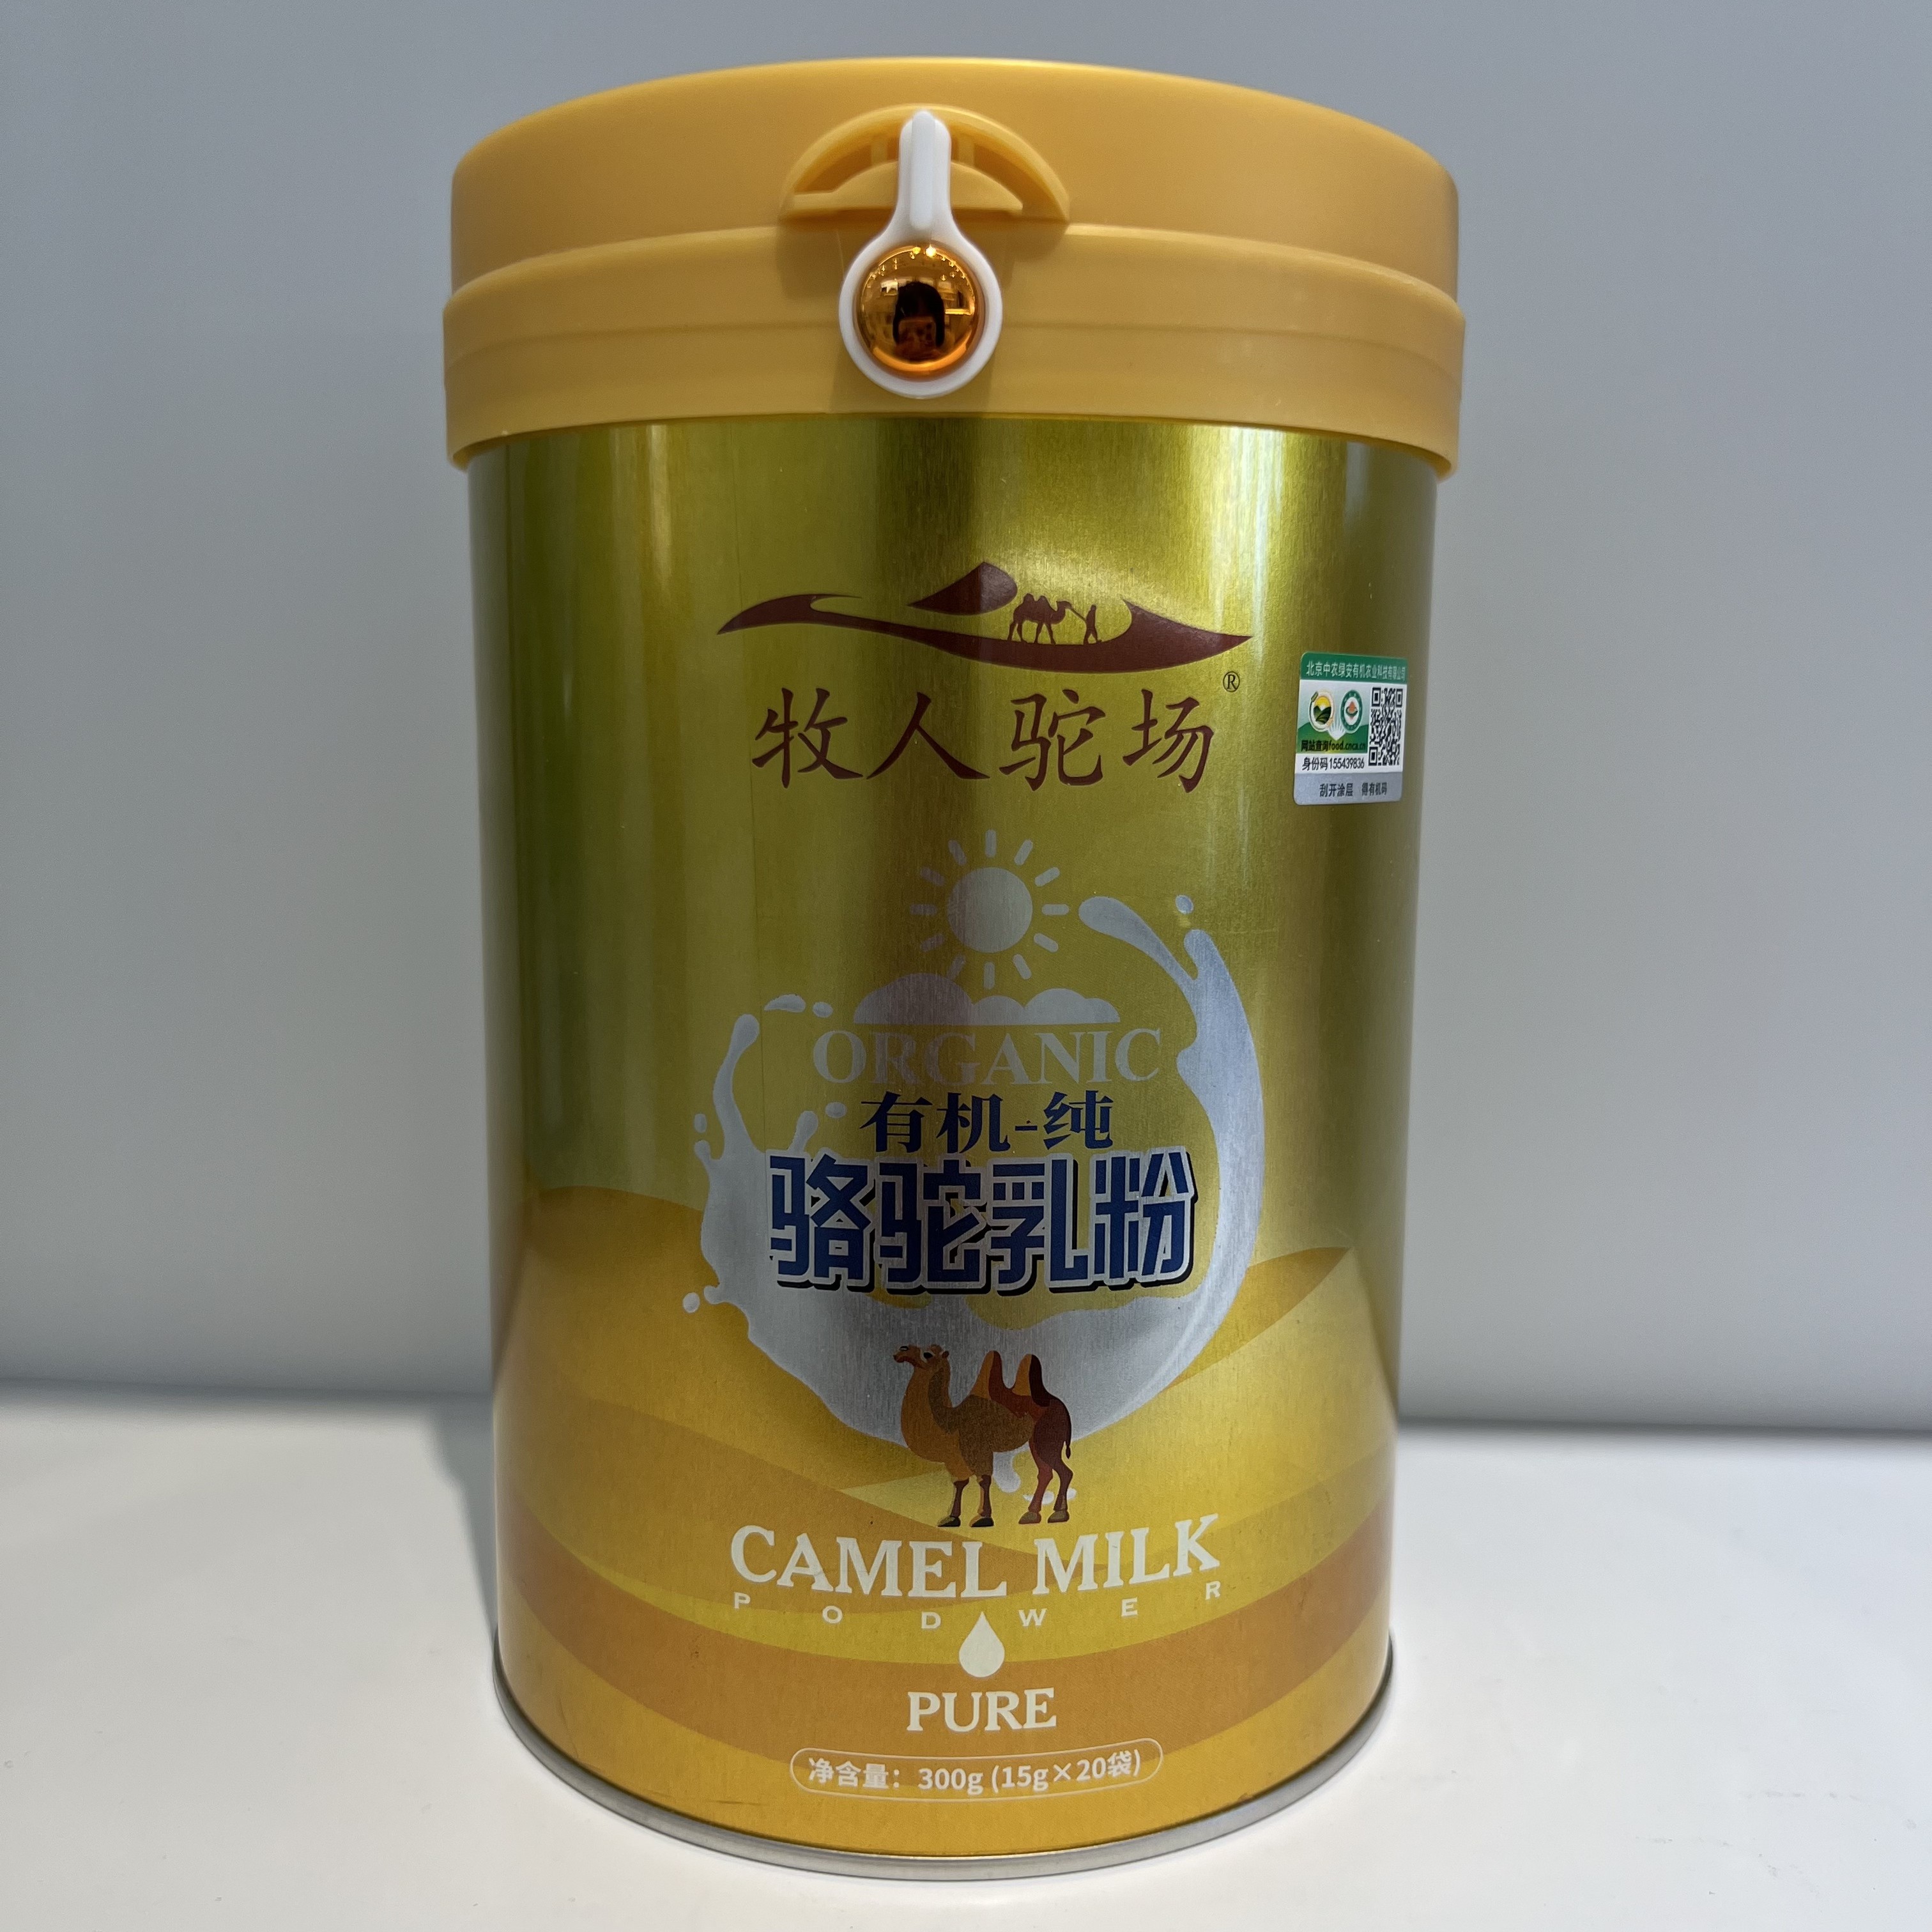 牧人驼场®
北京中农绿安有机农业科技有限公司
网站查询food.cnca.cn
身份码155439836
刮开涂层 得有机码
ORGANIC
有机-纯
骆驼乳粉
CAMEL MILK
PODWER
PURE
净含量：300g (15g×20袋)